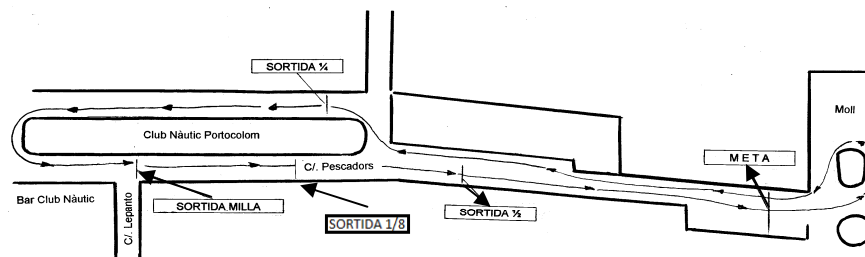 SORTIDA ¼
Moll
Club Nàutic Portocolom
META
C/. Pescadors
Bar Club Nàutic
C/. Lepanto
SORTIDA MILLA
SORTIDA ½
SORTIDA 1/8